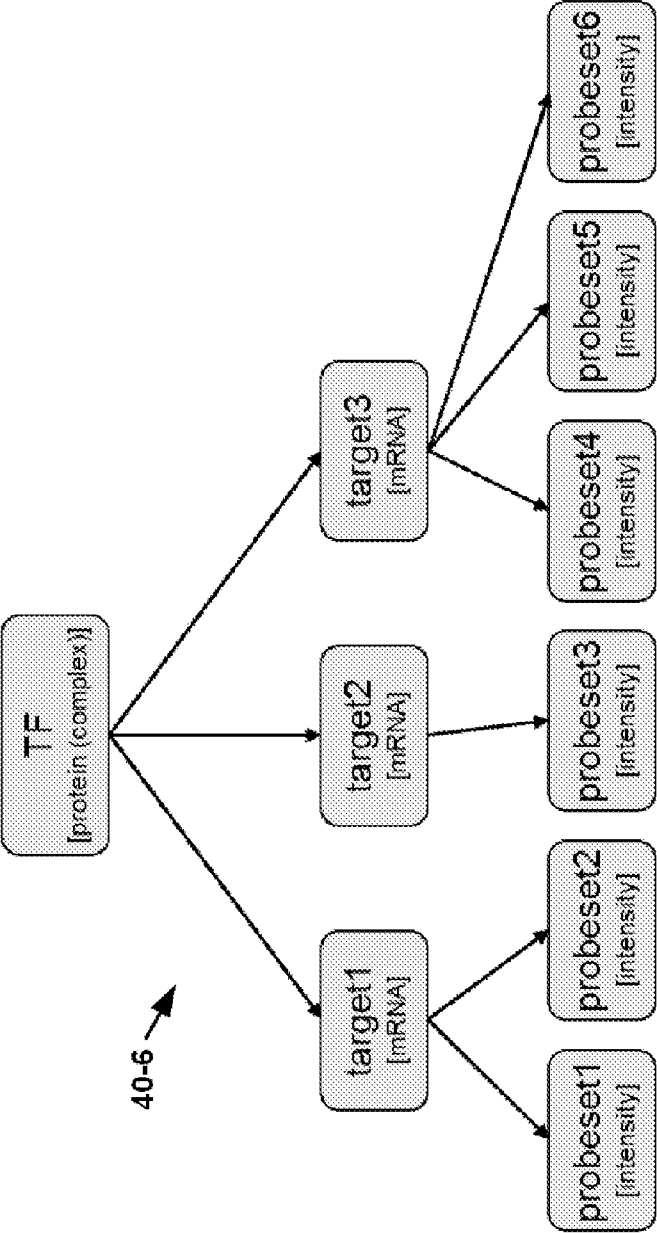 40-6
TF
[protein (complex)]
target1
[mRNA]
target2
[mRNA]
target3
[mRNA]
probeset1
[intensity]
probeset2
[intensity]
probeset3
[intensity]
probeset4
[intensity]
probeset5
[intensity]
probeset6
[intensity]